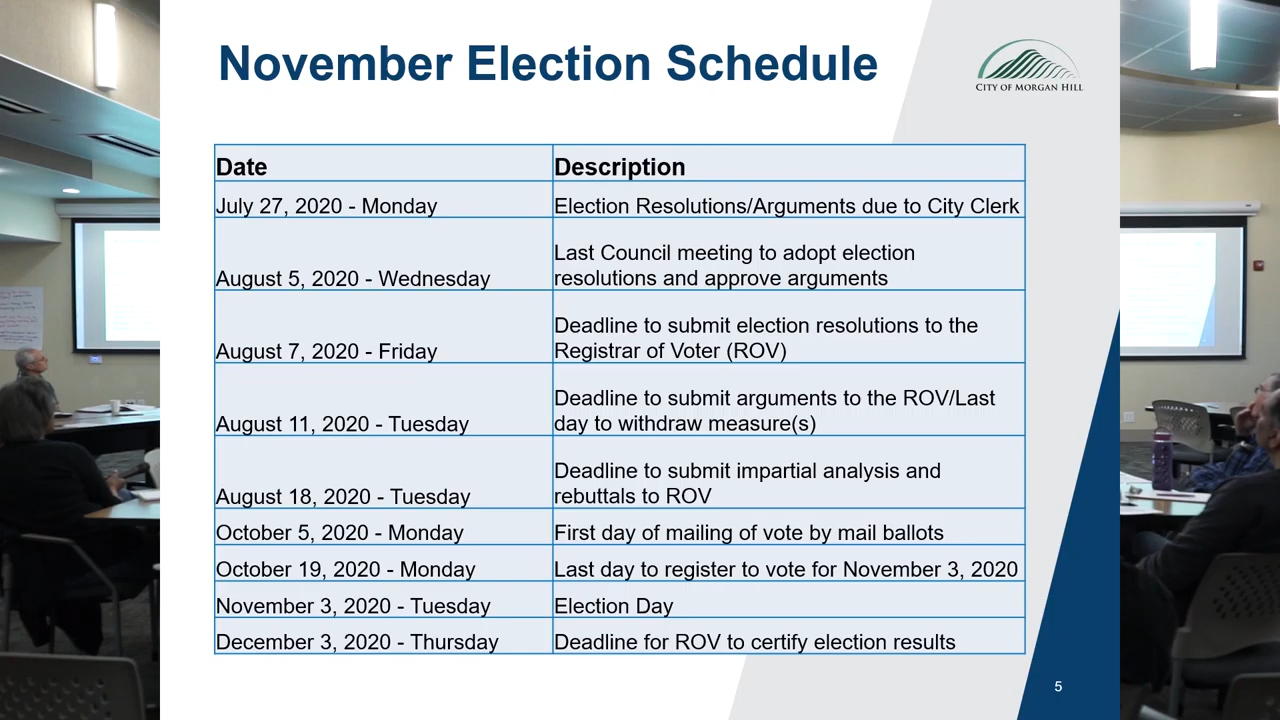 November Election Schedule
CITY OF MORGAN HILL
Date
Description
July 27, 2020 - Monday
Election Resolutions/Arguments due to City Clerk
August 5, 2020 - Wednesday
Last Council meeting to adopt election
resolutions and approve arguments
August 7, 2020 - Friday
Deadline to submit election resolutions to the
Registrar of Voter (ROV)
August 11, 2020 - Tuesday
Deadline to submit arguments to the ROV/Last
day to withdraw measure(s)
August 18, 2020 - Tuesday
Deadline to submit impartial analysis and
rebuttals to ROV
October 5, 2020 - Monday
First day of mailing of vote by mail ballots
October 19, 2020 - Monday
Last day to register to vote for November 3, 2020
November 3, 2020 - Tuesday
Election Day
December 3, 2020 - Thursday
Deadline for ROV to certify election results
5